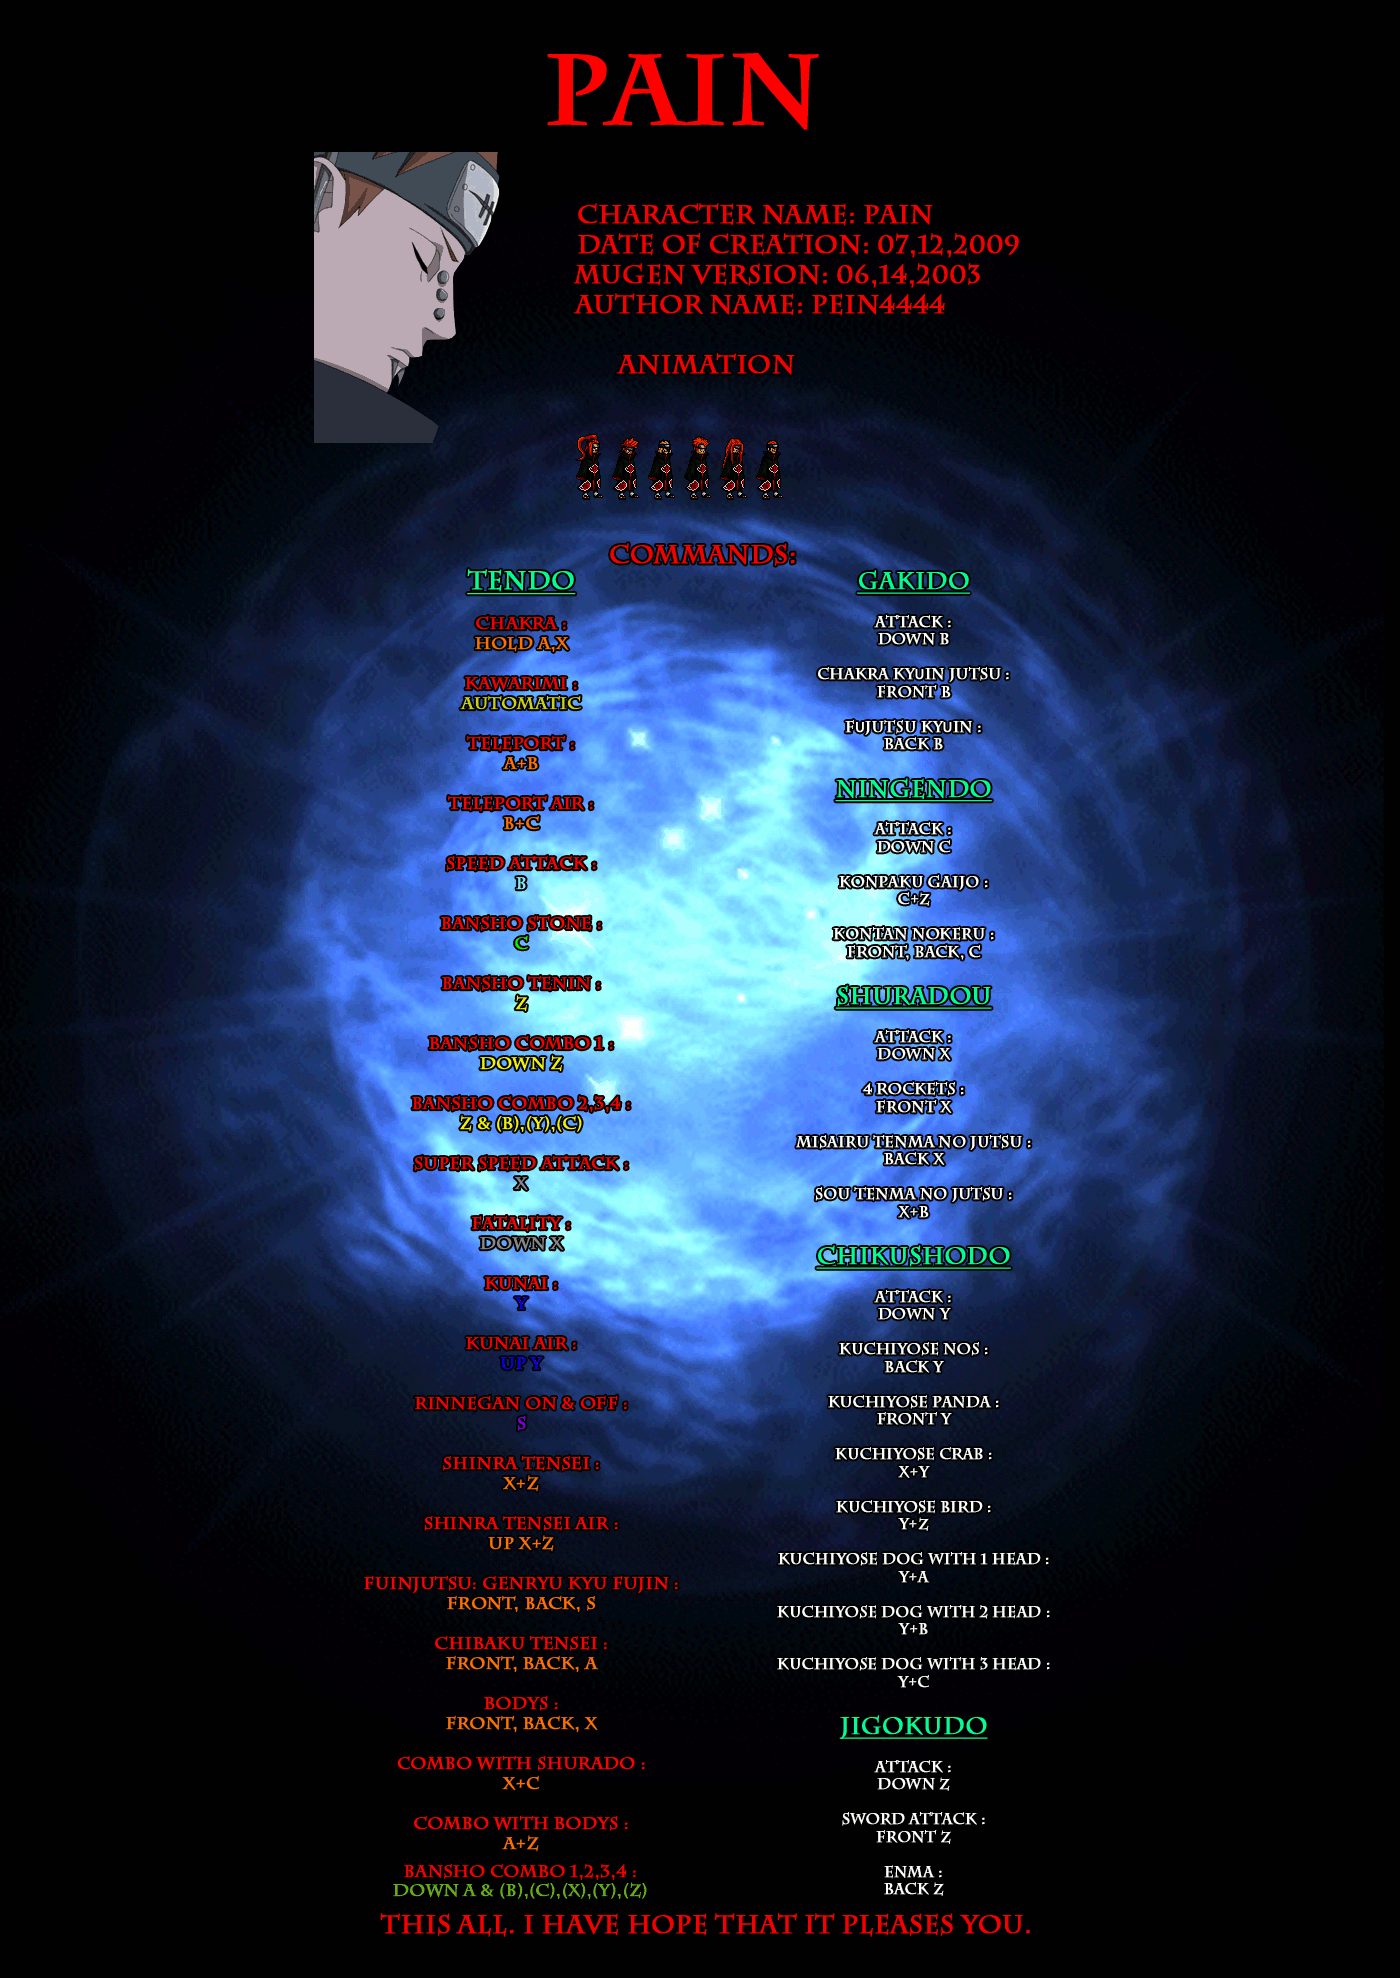 PAIN
CHARACTER NAME: PAIN
DATE OF CREATION: 07,12,2009
MUGEN VERSION: 06,14,2003
AUTHOR NAME: PEIN4444
ANIMATION
COMMANDS:
TENDO
CHAKRA :
HOLD A,X
KAWARIMI :
AUTOMATIC
TELEPORT :
A+B
TELEPORT AIR :
B+C
SPEED ATTACK :
B
BANSHO STONE :
C
BANSHO TENIN :
Z
BANSHO COMBO 1 :
DOWN Z
BANSHO COMBO 2,3,4 :
Z & (B),(Y),(C)
SUPER SPEED ATTACK :
X
FATALITY :
DOWN X
KUNAI :
Y
KUNAI AIR :
UP Y
RINNEGAN ON & OFF :
S
SHINRA TENSEI :
X+Z
SHINRA TENSEI AIR :
UP X+Z
FUINJUTSU: GENRYU KYU FUJIN :
FRONT, BACK, S
CHIBAKU TENSEI :
FRONT, BACK, A
BODYS :
FRONT, BACK, X
COMBO WITH SHURADO :
X+C
COMBO WITH BODYS :
A+Z
BANSHO COMBO 1,2,3,4 :
DOWN A & (B),(C),(X),(Y),(Z)
GAKIDO
ATTACK :
DOWN B
CHAKRA KYUIN JUTSU :
FRONT B
FUJUTSU KYUIN :
BACK B
NINGENDO
ATTACK :
DOWN C
KONPAKU GAIJO :
C+Z
KONTAN NOKERU :
FRONT, BACK, C
SHURADOU
ATTACK :
DOWN X
4 ROCKETS :
FRONT X
MISAIRU TENMA NO JUTSU :
BACK X
SOU TENMA NO JUTSU :
X+B
CHIKUSHODO
ATTACK :
DOWN Y
KUCHIYOSE NOS :
BACK Y
KUCHIYOSE PANDA :
FRONT Y
KUCHIYOSE CRAB :
X+Y
KUCHIYOSE BIRD :
Y+Z
KUCHIYOSE DOG WITH 1 HEAD :
Y+A
KUCHIYOSE DOG WITH 2 HEAD :
Y+B
KUCHIYOSE DOG WITH 3 HEAD :
Y+C
JIGOKUDO
ATTACK :
DOWN Z
SWORD ATTACK :
FRONT Z
ENMA :
BACK Z
THIS ALL. I HAVE HOPE THAT IT PLEASES YOU.